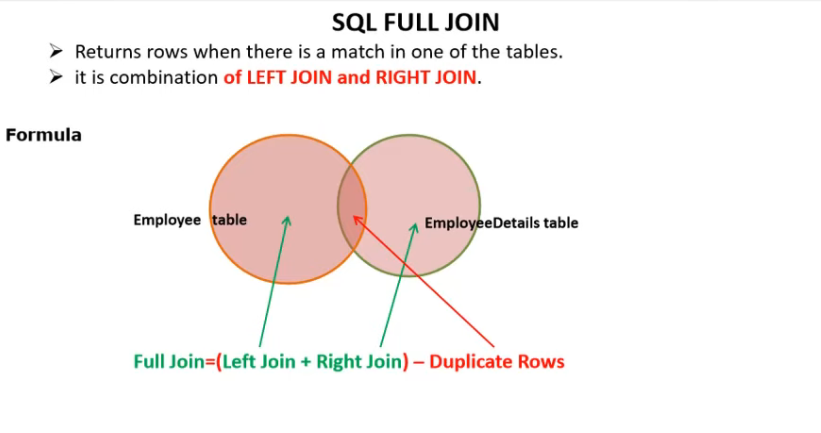 SQL FULL JOIN
➢ Returns rows when there is a match in one of the tables.
➢ it is combination of LEFT JOIN and RIGHT JOIN.
Formula
Employee table
EmployeeDetails table
Full Join=(Left Join + Right Join) – Duplicate Rows